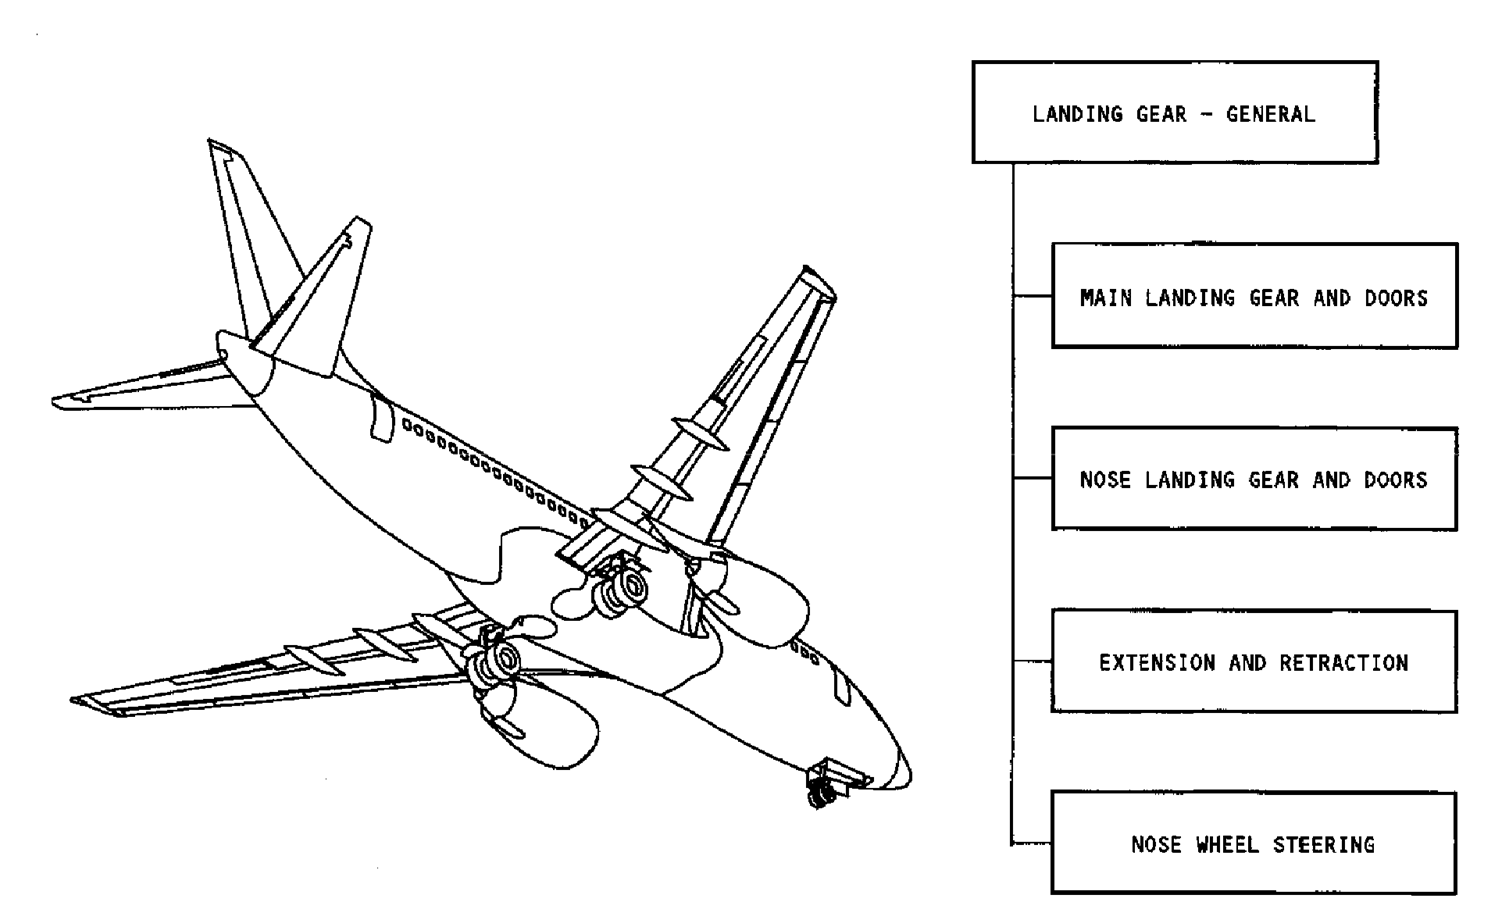 LANDING GEAR - GENERAL
MAIN LANDING GEAR AND DOORS
NOSE LANDING GEAR AND DOORS
EXTENSION AND RETRACTION
NOSE WHEEL STEERING